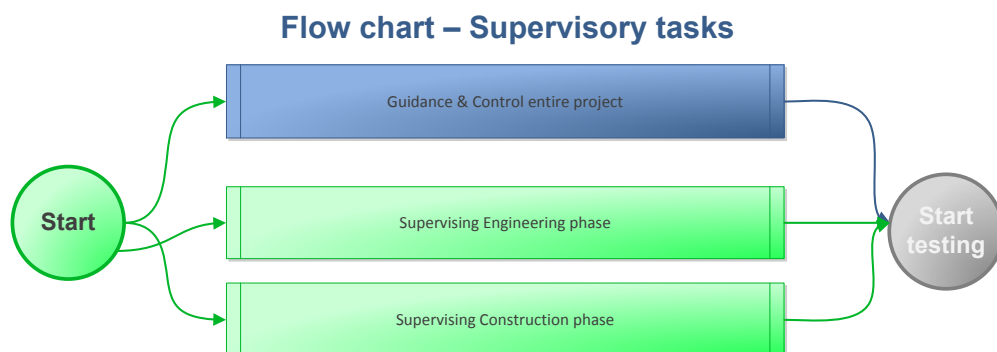 Flow chart – Supervisory tasks
Guidance & Control entire project
Start
Supervising Engineering phase
Start
testing
Supervising Construction phase